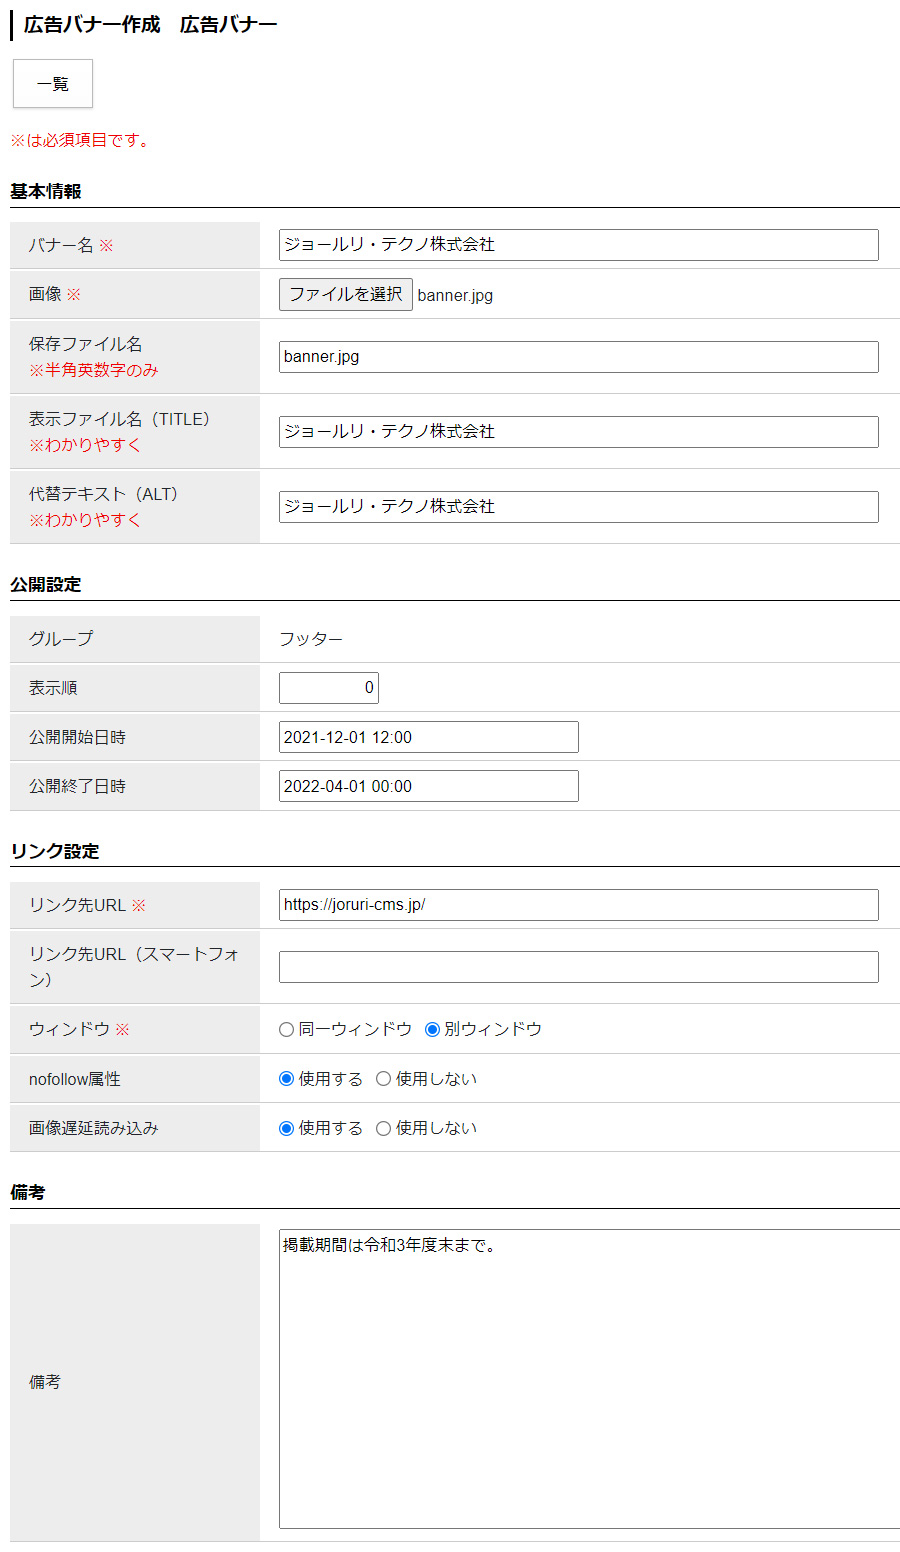 広告バナー作成　広告バナー
一覧
※は必須項目です。
基本情報
バナー名 ※
ジョールリ・テクノ株式会社
画像 ※
ファイルを選択 banner.jpg
保存ファイル名
※半角英数字のみ
banner.jpg
表示ファイル名（TITLE）
※わかりやすく
ジョールリ・テクノ株式会社
代替テキスト（ALT）
※わかりやすく
ジョールリ・テクノ株式会社
公開設定
グループ
フッター
表示順
0
公開開始日時
2021-12-01 12:00
公開終了日時
2022-04-01 00:00
リンク設定
リンク先URL ※
https://joruri-cms.jp/
リンク先URL（スマートフォ
ン）
ウィンドウ ※
同一ウィンドウ 別ウィンドウ
nofollow属性
使用する 使用しない
画像遅延読み込み
使用する 使用しない
備考
備考
掲載期間は令和3年度末まで。